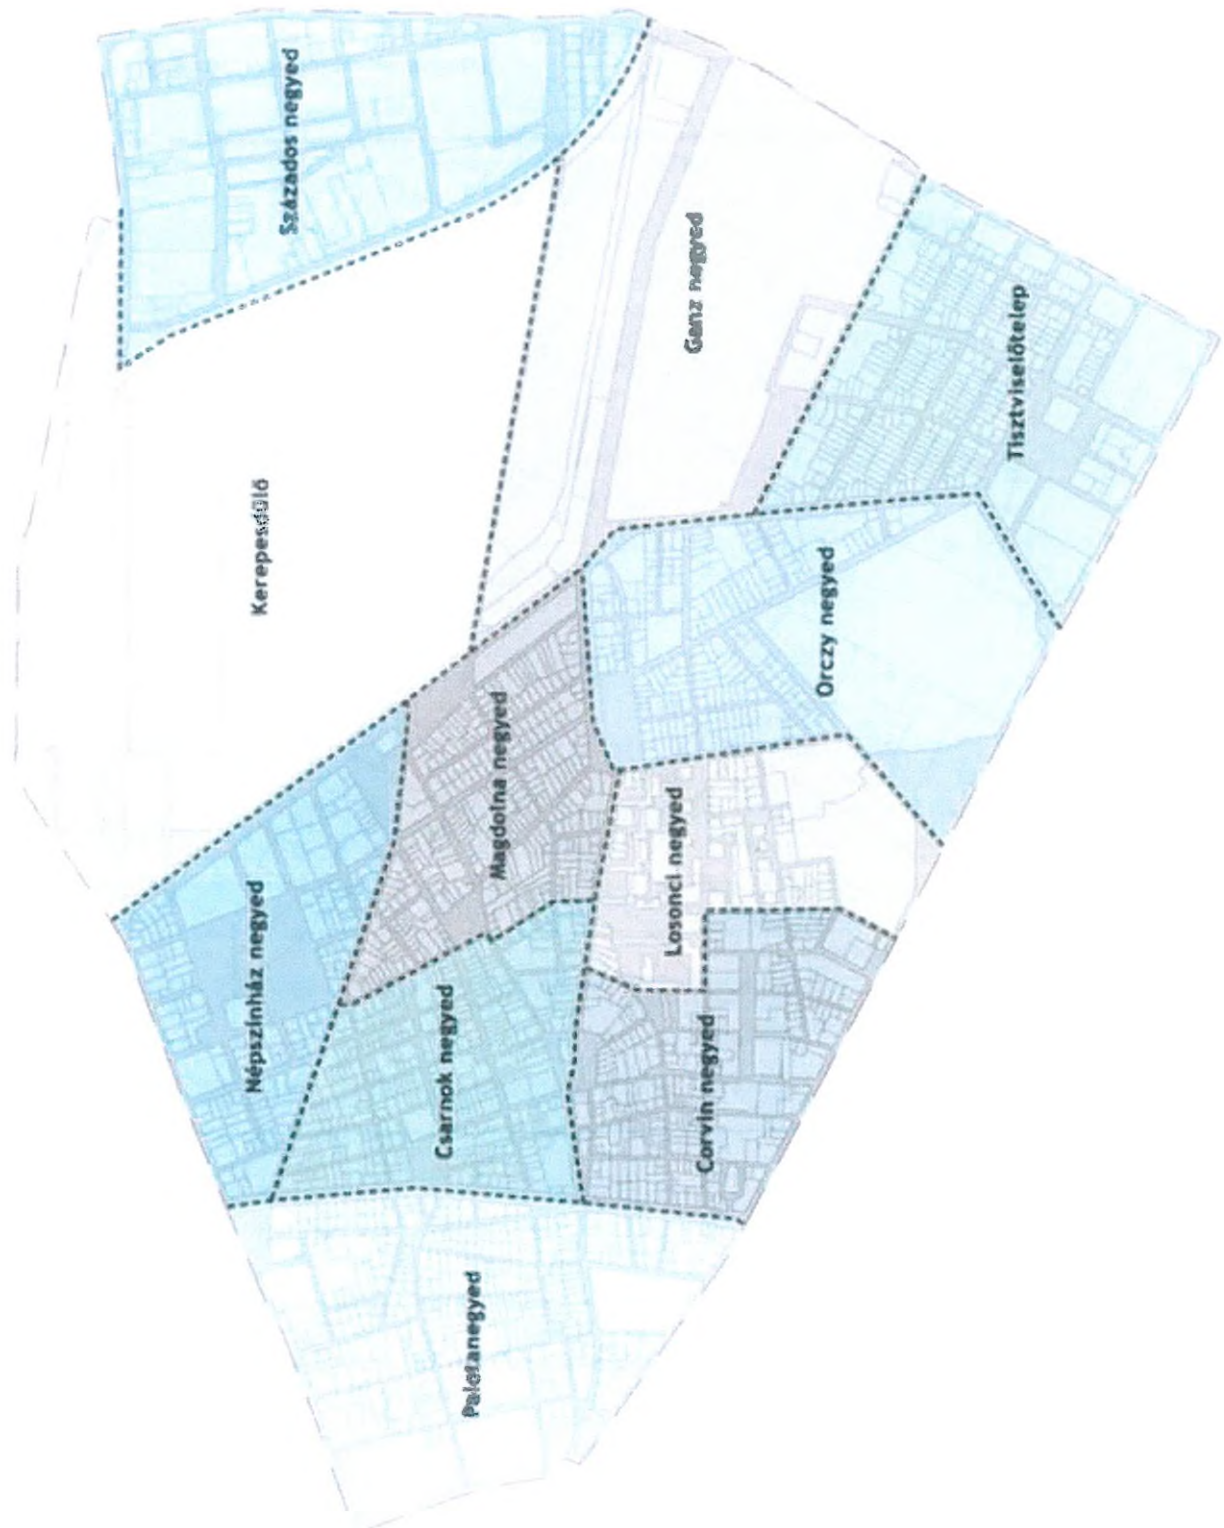 Népszínház negyed
Kerepesdűlő
Százados negyed
Palotanegyed
Csarnok negyed
Magdolna negyed
Ganz negyed
Corvin negyed
Losonci negyed
Orczy negyed
Tisztviselőtelep